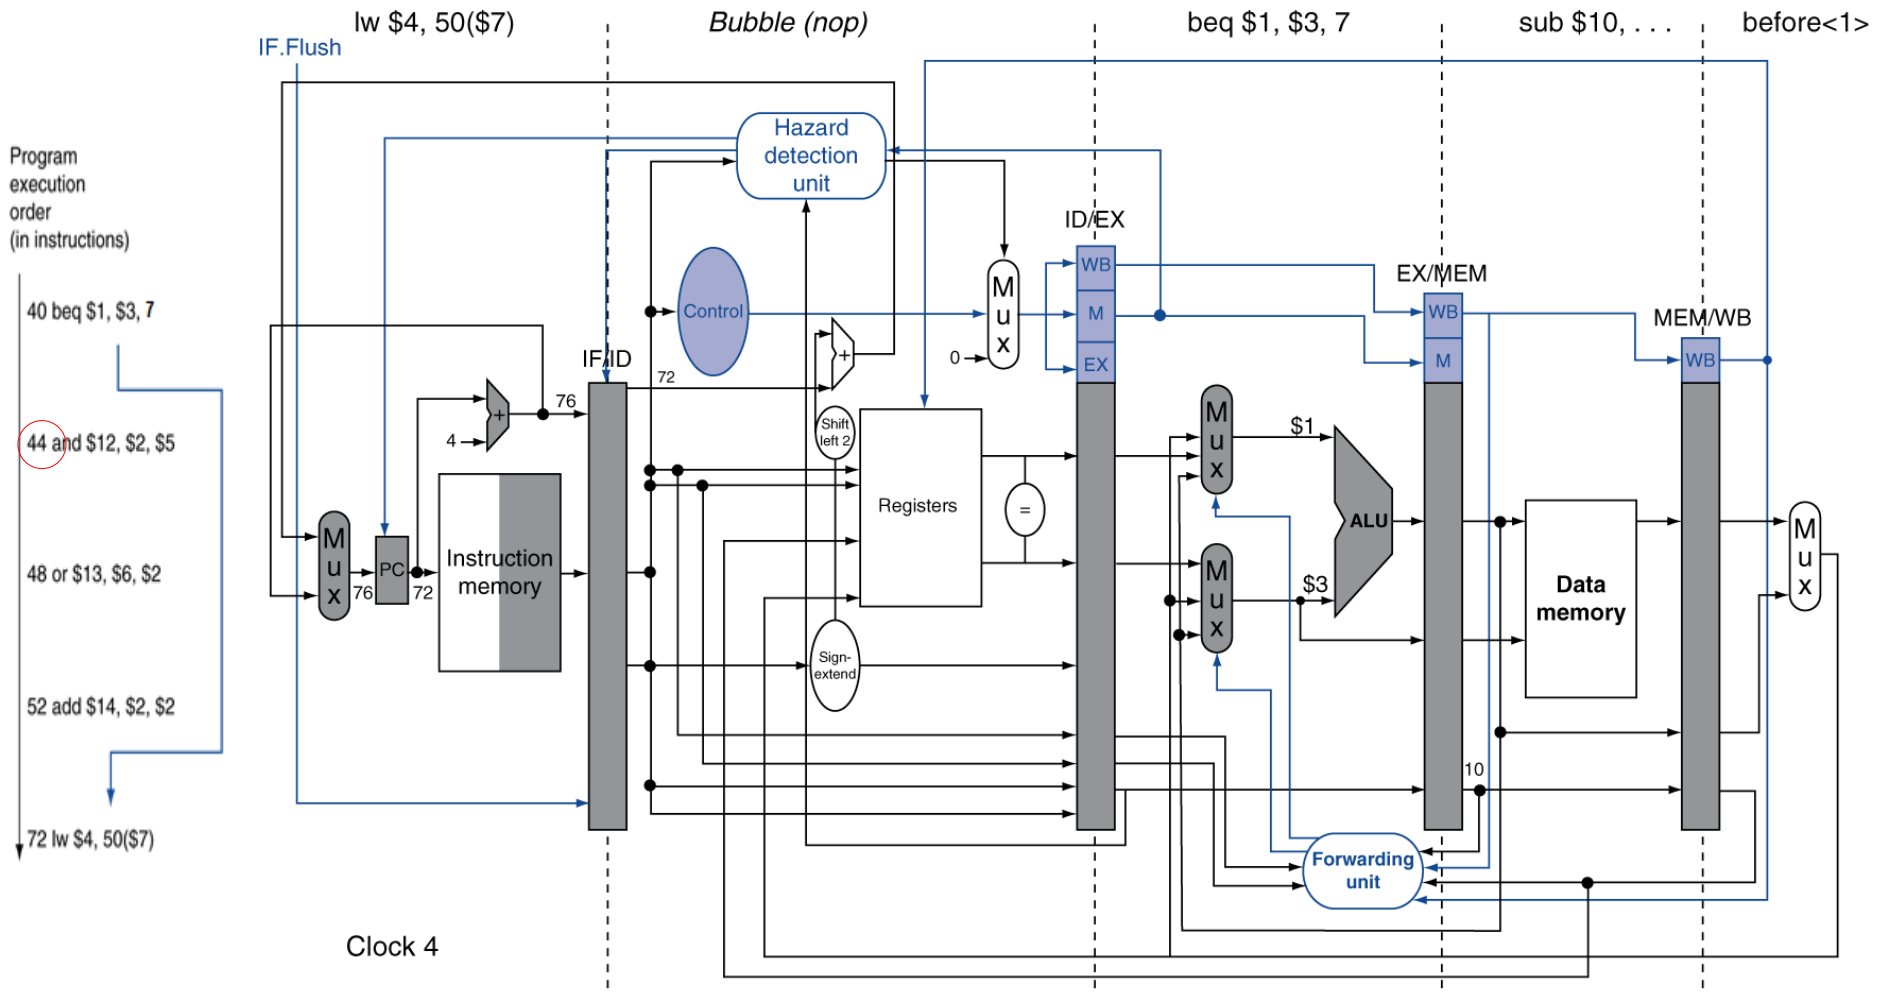 lw $4, 50($7)
Bubble (nop)
beq $1, $3, 7
sub $10, . . .
before<1>
IF.Flush
Hazard
detection
unit
Program
execution
order
(in instructions)
ID/EX
WB
M
EX
Control
M
u
x
0
EX/MEM
WB
M
MEM/WB
WB
40 beq $1, $3, 7
IF/ID
72
+
76
+
4
Shift
left 2
44 and $12, $2, $5
M
u
x
$1
Registers
=
ALU
M
u
x
76
PC
72
Instruction
memory
M
u
x
$3
Data
memory
M
u
x
48 or $13, $6, $2
Sign-
extend
52 add $14, $2, $2
10
72 lw $4, 50($7)
Forwarding
unit
Clock 4